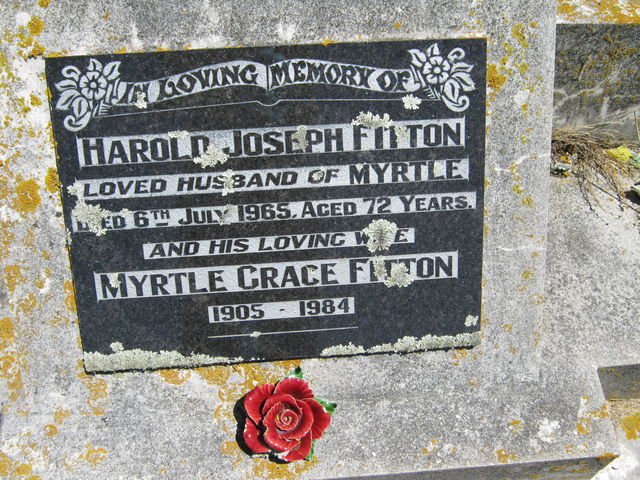 IN LOVING MEMORY OF
HAROLD JOSEPH FITTON
LOVED HUSBAND OF MYRTLE
DIED 6TH JULY 1965. AGED 72 YEARS.
AND HIS LOVING WIFE
MYRTLE GRACE FITTON
1905 - 1984